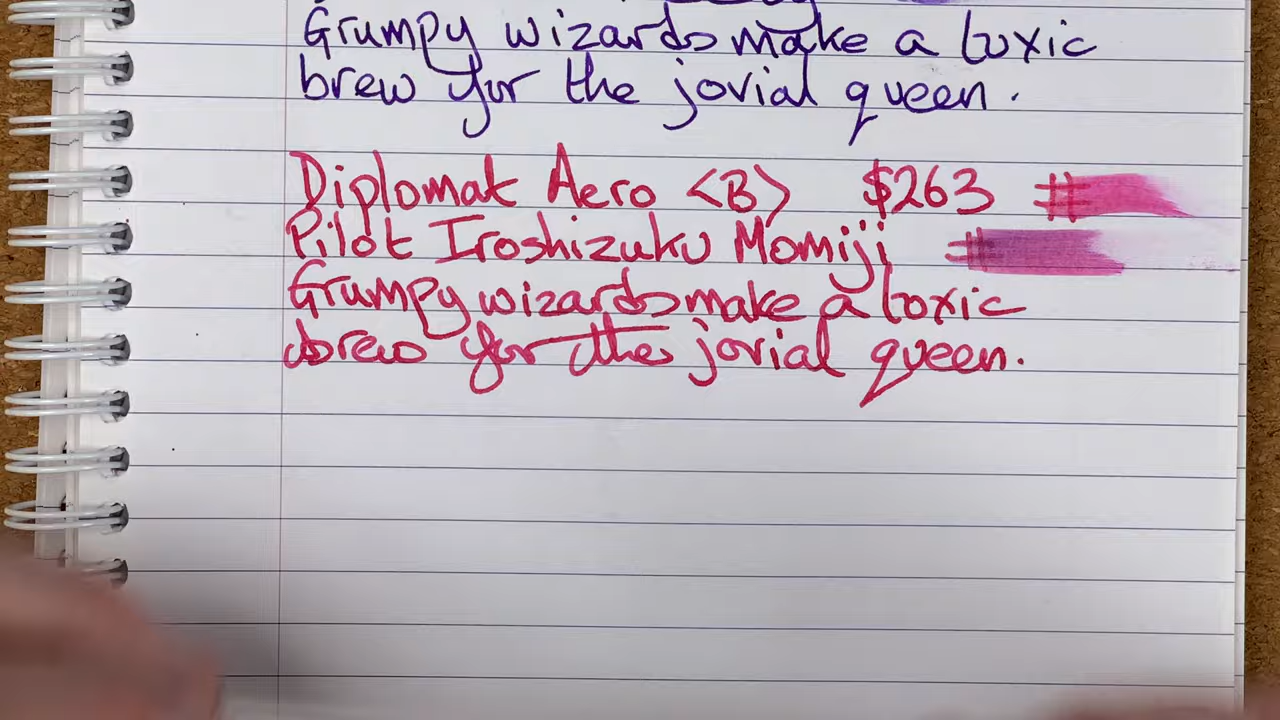 Grumpy wizards make a toxic
brew for the jovial queen.
Diplomat Aero <B> $263 #
Pilot Iroshizuku Momiji #
Grumpy wizards make a toxic
brew for the jovial queen.